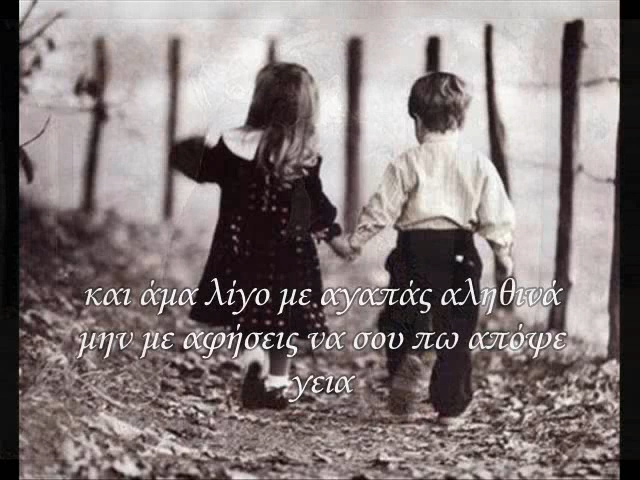 και άμα λίγο με αγαπάς αληθινά
μην με αφήσεις να σου πω απόψε
γεια